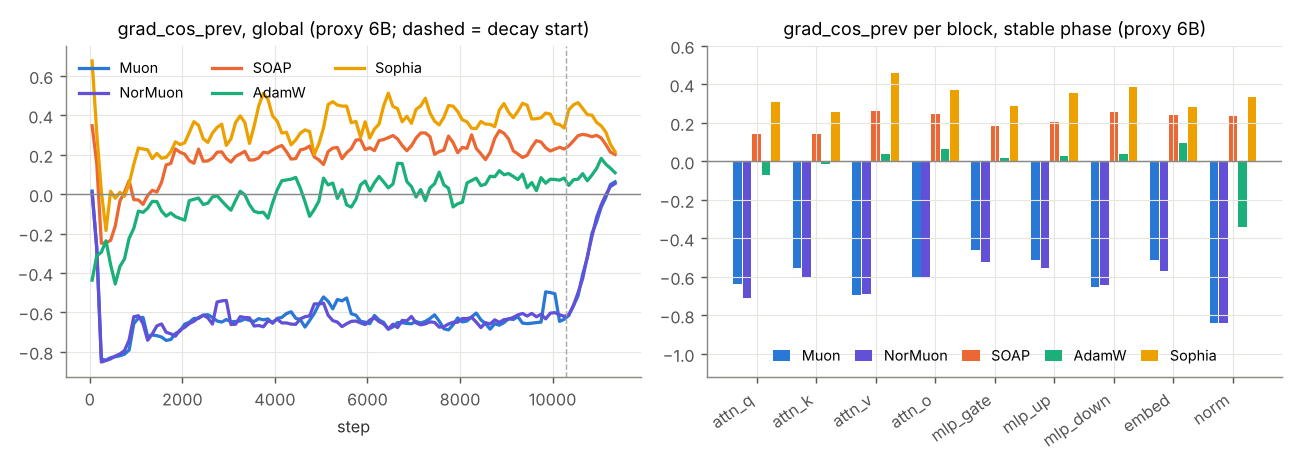 grad_cos_prev, global (proxy 6B; dashed = decay start)
Muon
SOAP
Sophia
NorMuon
AdamW
0.6
0.4
0.2
0.0
−0.2
−0.4
−0.6
−0.8
0
2000
4000
6000
8000
10000
step
grad_cos_prev per block, stable phase (proxy 6B)
0.6
0.4
0.2
0.0
−0.2
−0.4
−0.6
−0.8
−1.0
Muon
NorMuon
SOAP
AdamW
Sophia
attn_q
attn_k
attn_v
attn_o
mlp_gate
mlp_up
mlp_down
embed
norm